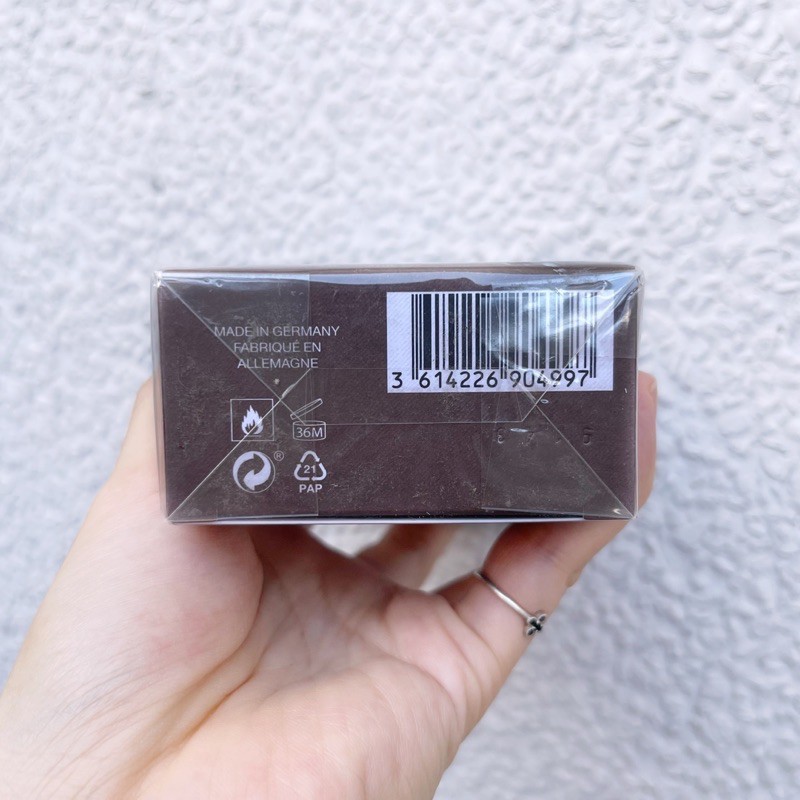 MADE IN GERMANY
FABRIQUÉ EN
ALLEMAGNE
3 614226 904997
36M
®
21
PAP